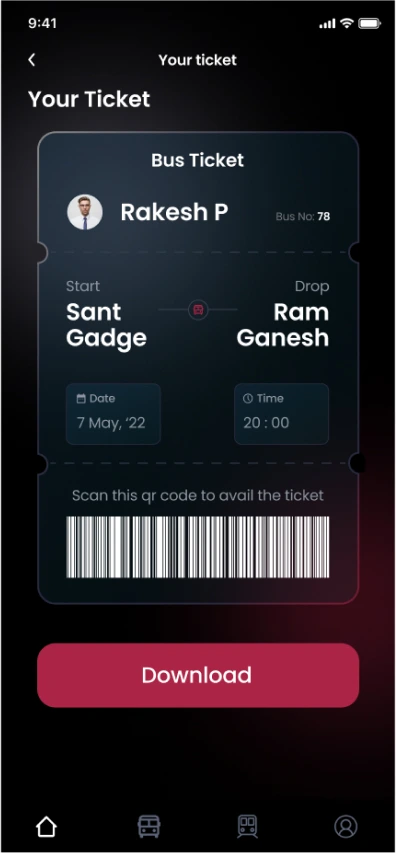 9:41
Your ticket
Your Ticket
Bus Ticket
Rakesh P
Bus No: 78
Start
Drop
Sant
Gadge
Ram
Ganesh
Date
Time
7 May, ‘22
20 : 00
Scan this qr code to avail the ticket
Download